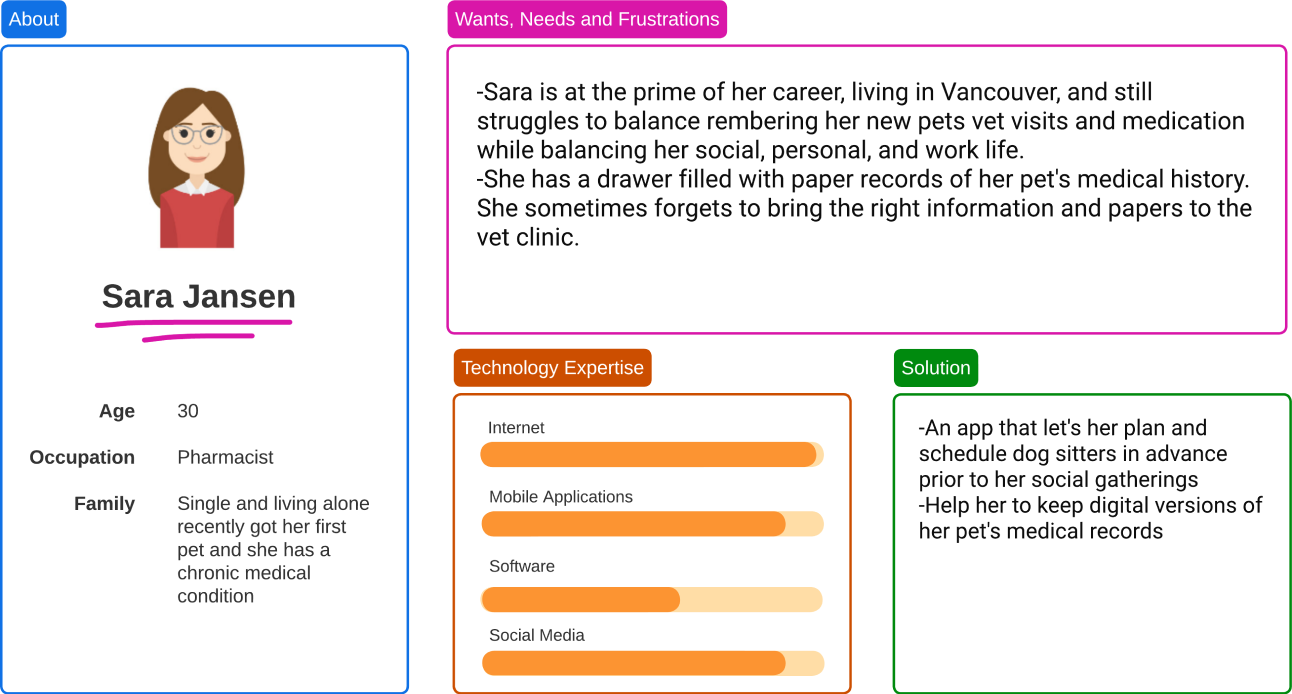 About
Sara Jansen
Age 30
Occupation Pharmacist
Family Single and living alone
recently got her first
pet and she has a
chronic medical
condition
Wants, Needs and Frustrations
-Sara is at the prime of her career, living in Vancouver, and still
struggles to balance rembering her new pets vet visits and medication
while balancing her social, personal, and work life.
-She has a drawer filled with paper records of her pet's medical history.
She sometimes forgets to bring the right information and papers to the
vet clinic.
Technology Expertise
Internet
Mobile Applications
Software
Social Media
Solution
-An app that let's her plan and
schedule dog sitters in advance
prior to her social gatherings
-Help her to keep digital versions of
her pet's medical records